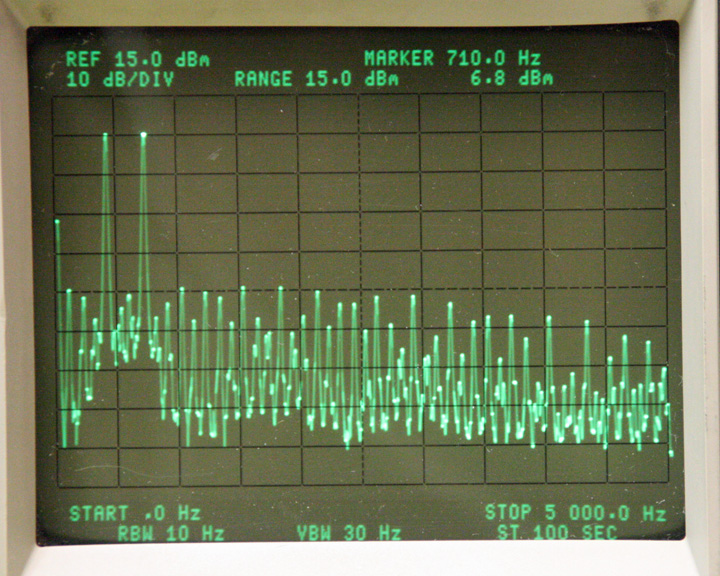 REF 15.0 dBm MARKER 710.0 Hz
10 dB/DIV RANGE 15.0 dBm 6.8 dBm
START .0 Hz STOP 5 000.0 Hz
RBW 10 Hz VBW 30 Hz ST 100 SEC